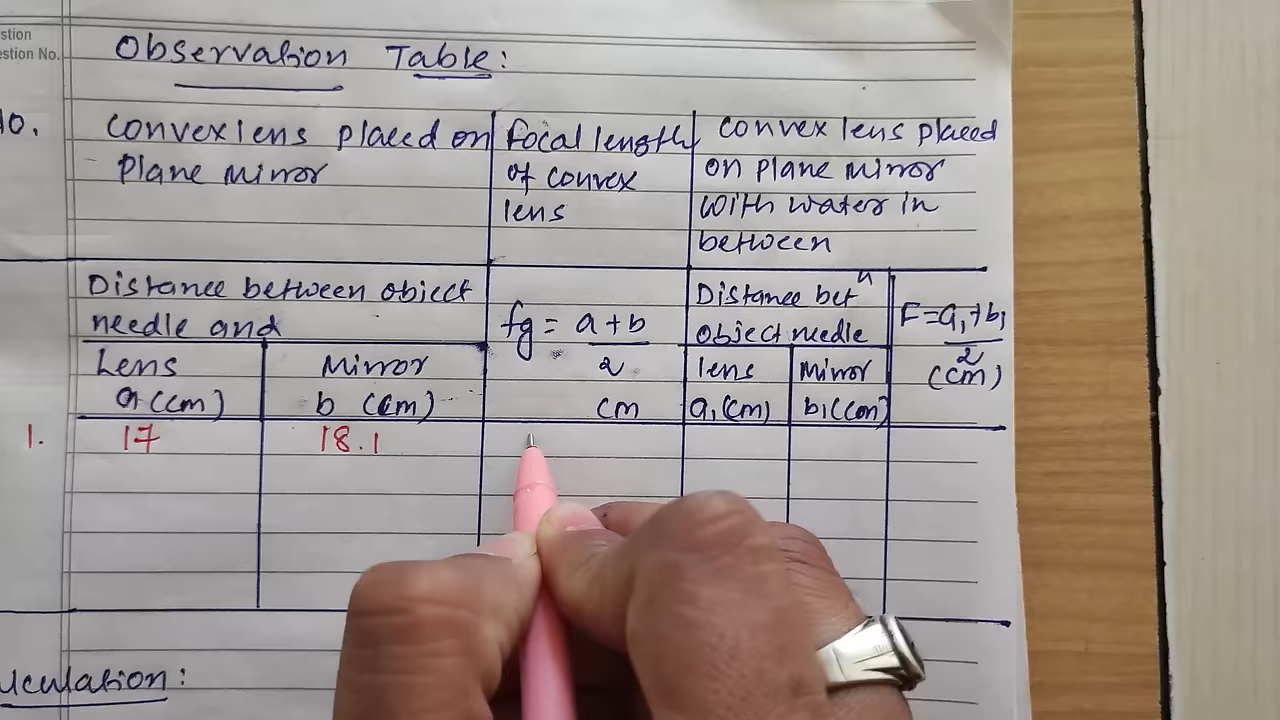 stion
estion No.
Observation Table:
No.
convex lens placed on
plane mirror
focal length
of convex
lens
convex lens placed
on plane mirror
with water in
between
Distance between object
needle and
Lens
a (cm)
Mirror
b (cm)
fg = a+b
2
cm
Distance betn
object needle
lens
a1(cm)
mirror
b1(cm)
F=a1+b1
2
(cm)
1. 17 18.1
lculation: